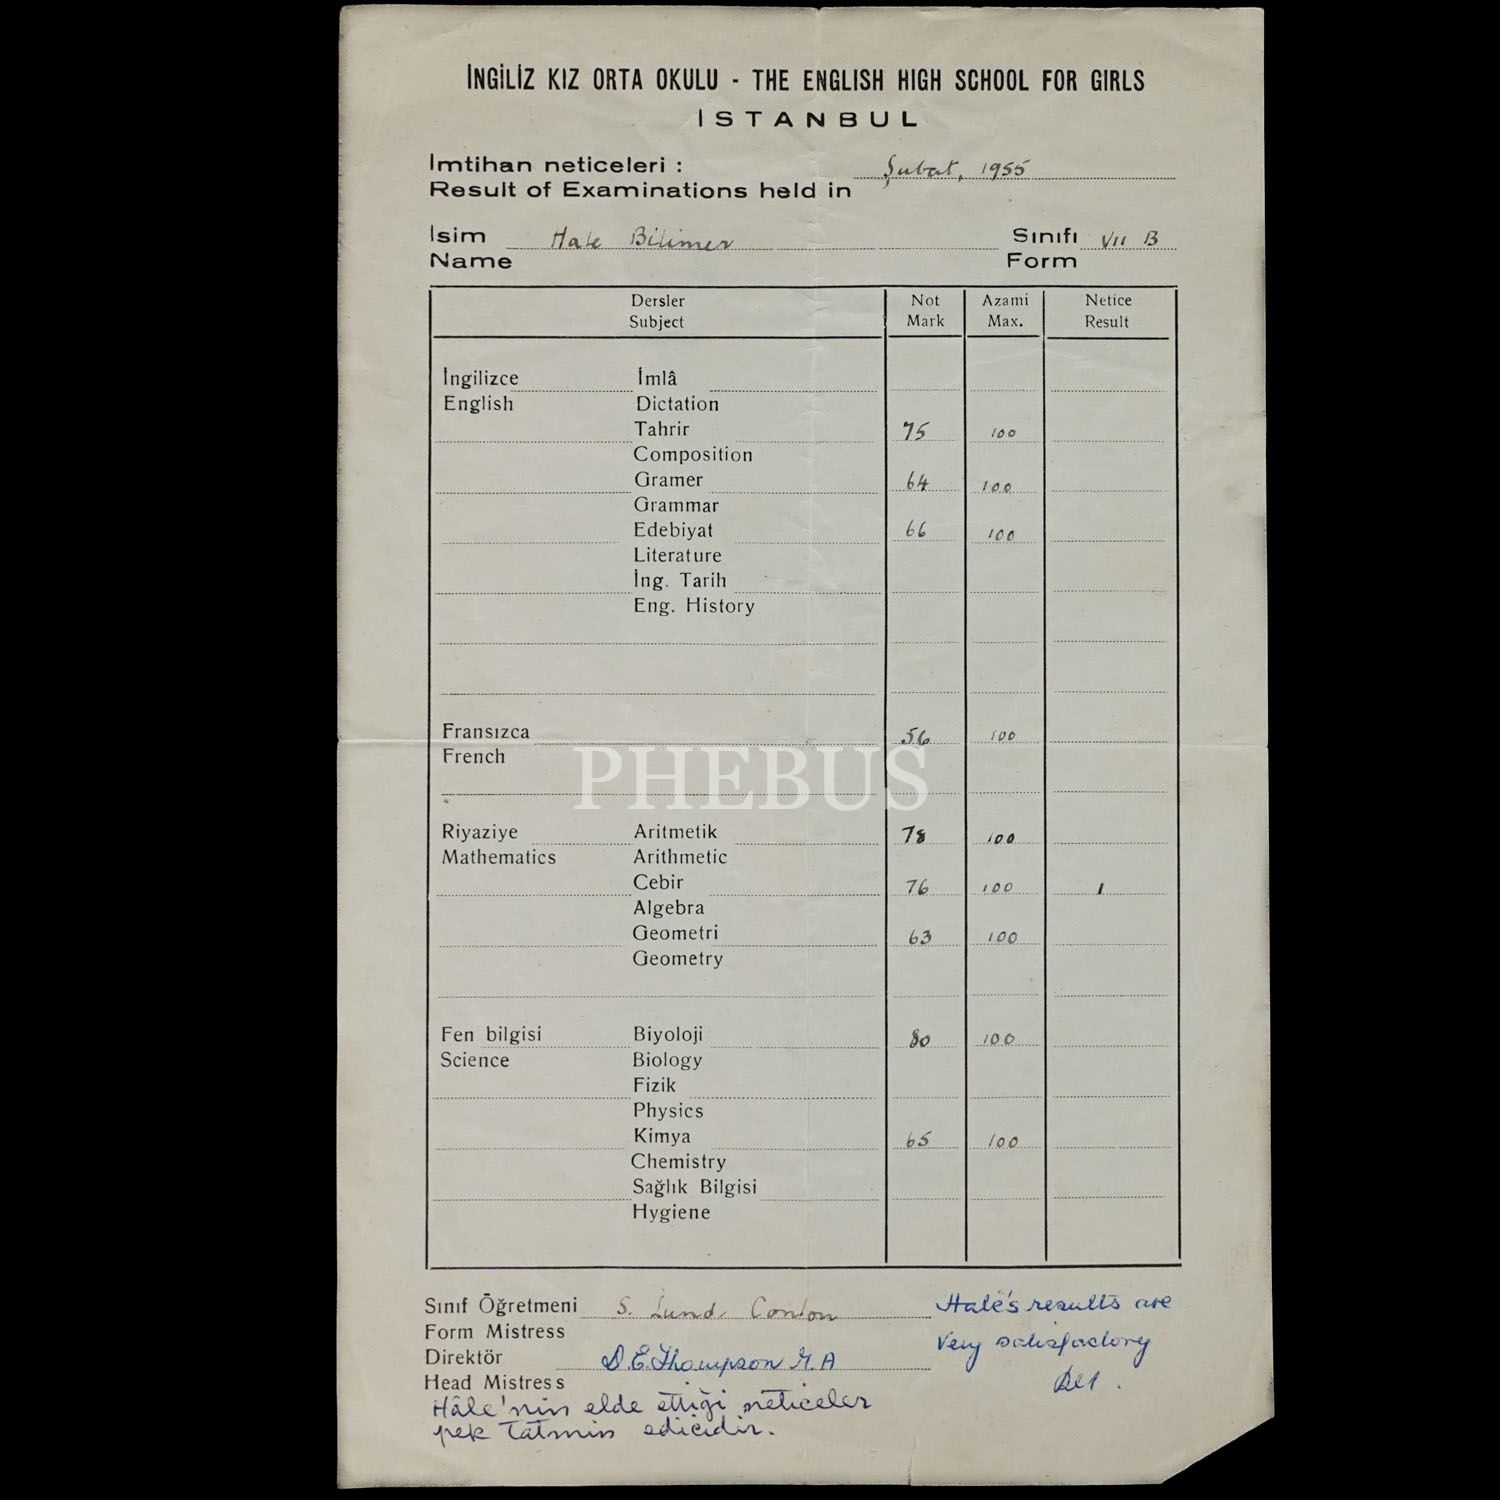 İNGİLİZ KIZ ORTA OKULU - THE ENGLISH HIGH SCHOOL FOR GIRLS
İSTANBUL
Imtihan neticeleri :
Result of Examinations held in Şubat, 1955
Isim Hale Bilimer Sınıfı VII B
Name Form
Dersler Not Azami Netice
Subject Mark Max. Result
İngilizce İmlâ
English Dictation
Tahrir 75 100
Composition
Gramer 64 100
Grammar
Edebiyat 66 100
Literature
İng. Tarih
Eng. History
Fransızca 56 100
French
PHEBUS
Riyaziye Aritmetik 78 100
Mathematics Arithmetic
Cebir 76 100 1
Algebra
Geometri 63 100
Geometry
Fen bilgisi Biyoloji 80 100
Science Biology
Fizik
Physics
Kimya 65 100
Chemistry
Sağlık Bilgisi
Hygiene
Sınıf Öğretmeni S. Lund Conlon Hale's results are
Form Mistress very satisfactory
Direktör D.E. Thompson M.A
Head Mistress
Hâle'nin elde ettiği neticeler
pek tatmin edicidir.